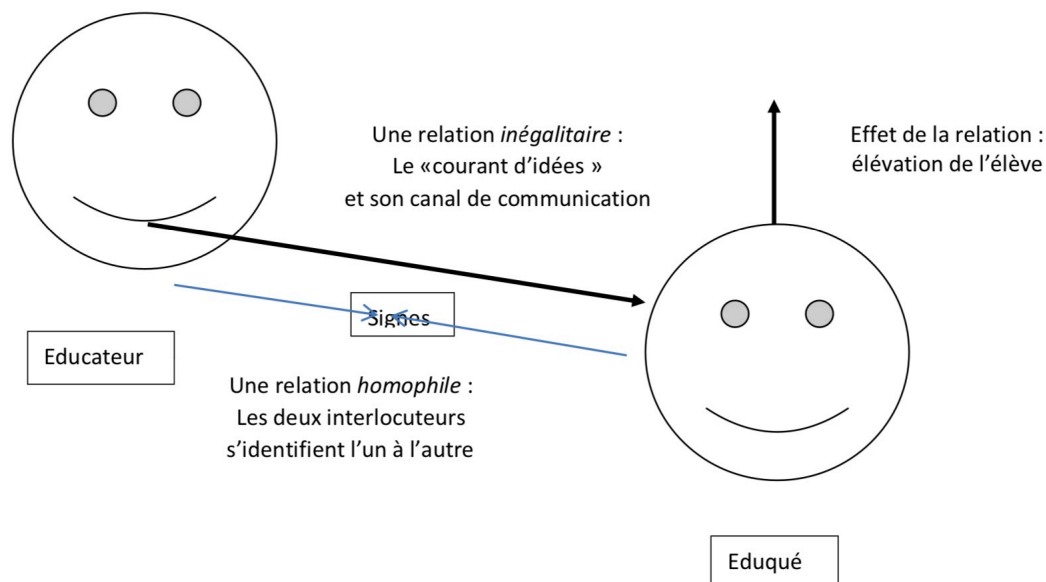 Une relation inégalitaire :
Le «courant d’idées »
et son canal de communication
Effet de la relation :
élévation de l’élève
Signes
Educateur
Une relation homophile :
Les deux interlocuteurs
s’identifient l’un à l’autre
Eduqué